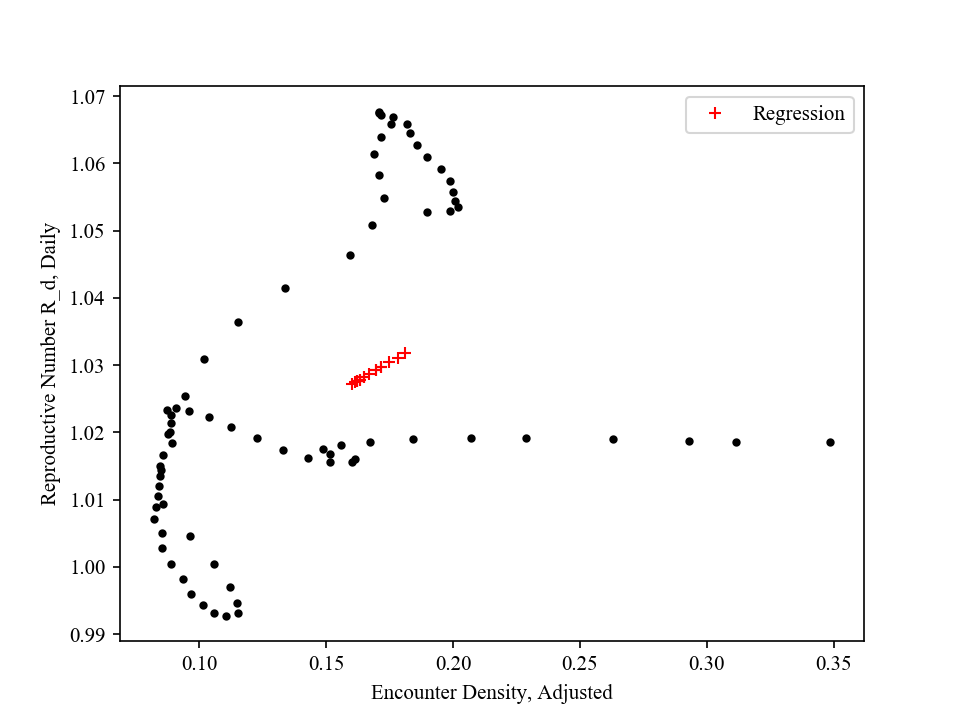 Regression
1.07
1.06
1.05
1.04
1.03
1.02
1.01
1.00
0.99
Reproductive Number R_d, Daily
0.10 0.15 0.20 0.25 0.30 0.35
Encounter Density, Adjusted